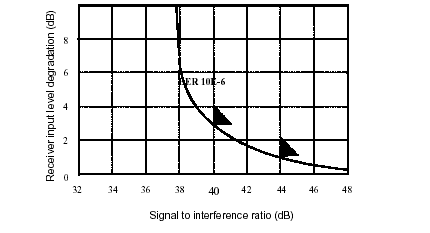 Receiver input level degradation (dB)
8
6
4
2
0
BER 10E-6
32 34 36 38 40 42 44 46 48
Signal to interference ratio (dB)